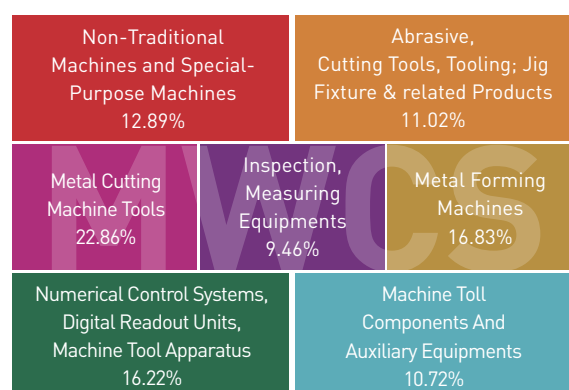 Non-Traditional
Machines and Special-
Purpose Machines
12.89%
Abrasive,
Cutting Tools, Tooling; Jig
Fixture & related Products
11.02%
MWCS
Metal Cutting
Machine Tools
22.86%
Inspection,
Measuring
Equipments
9.46%
Metal Forming
Machines
16.83%
Numerical Control Systems,
Digital Readout Units,
Machine Tool Apparatus
16.22%
Machine Toll
Components And
Auxiliary Equipments
10.72%